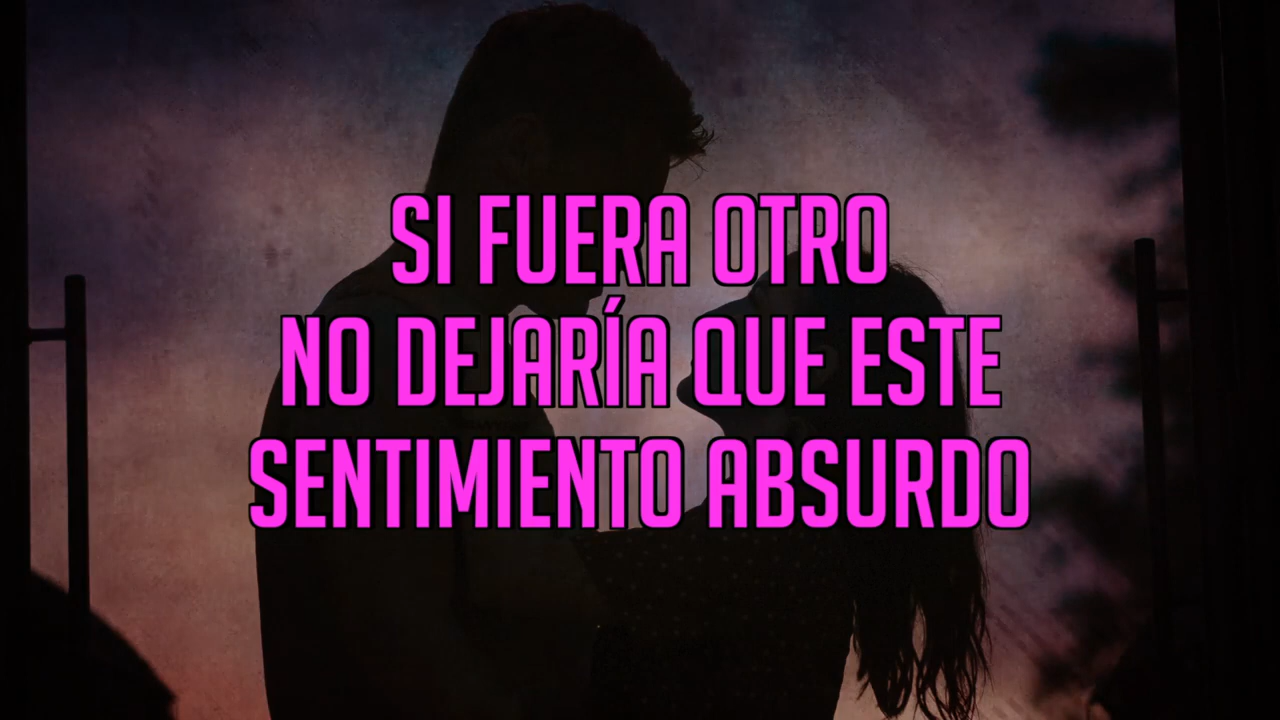 SI FUERA OTRO
NO DEJARÍA QUE ESTE
SENTIMIENTO ABSURDO